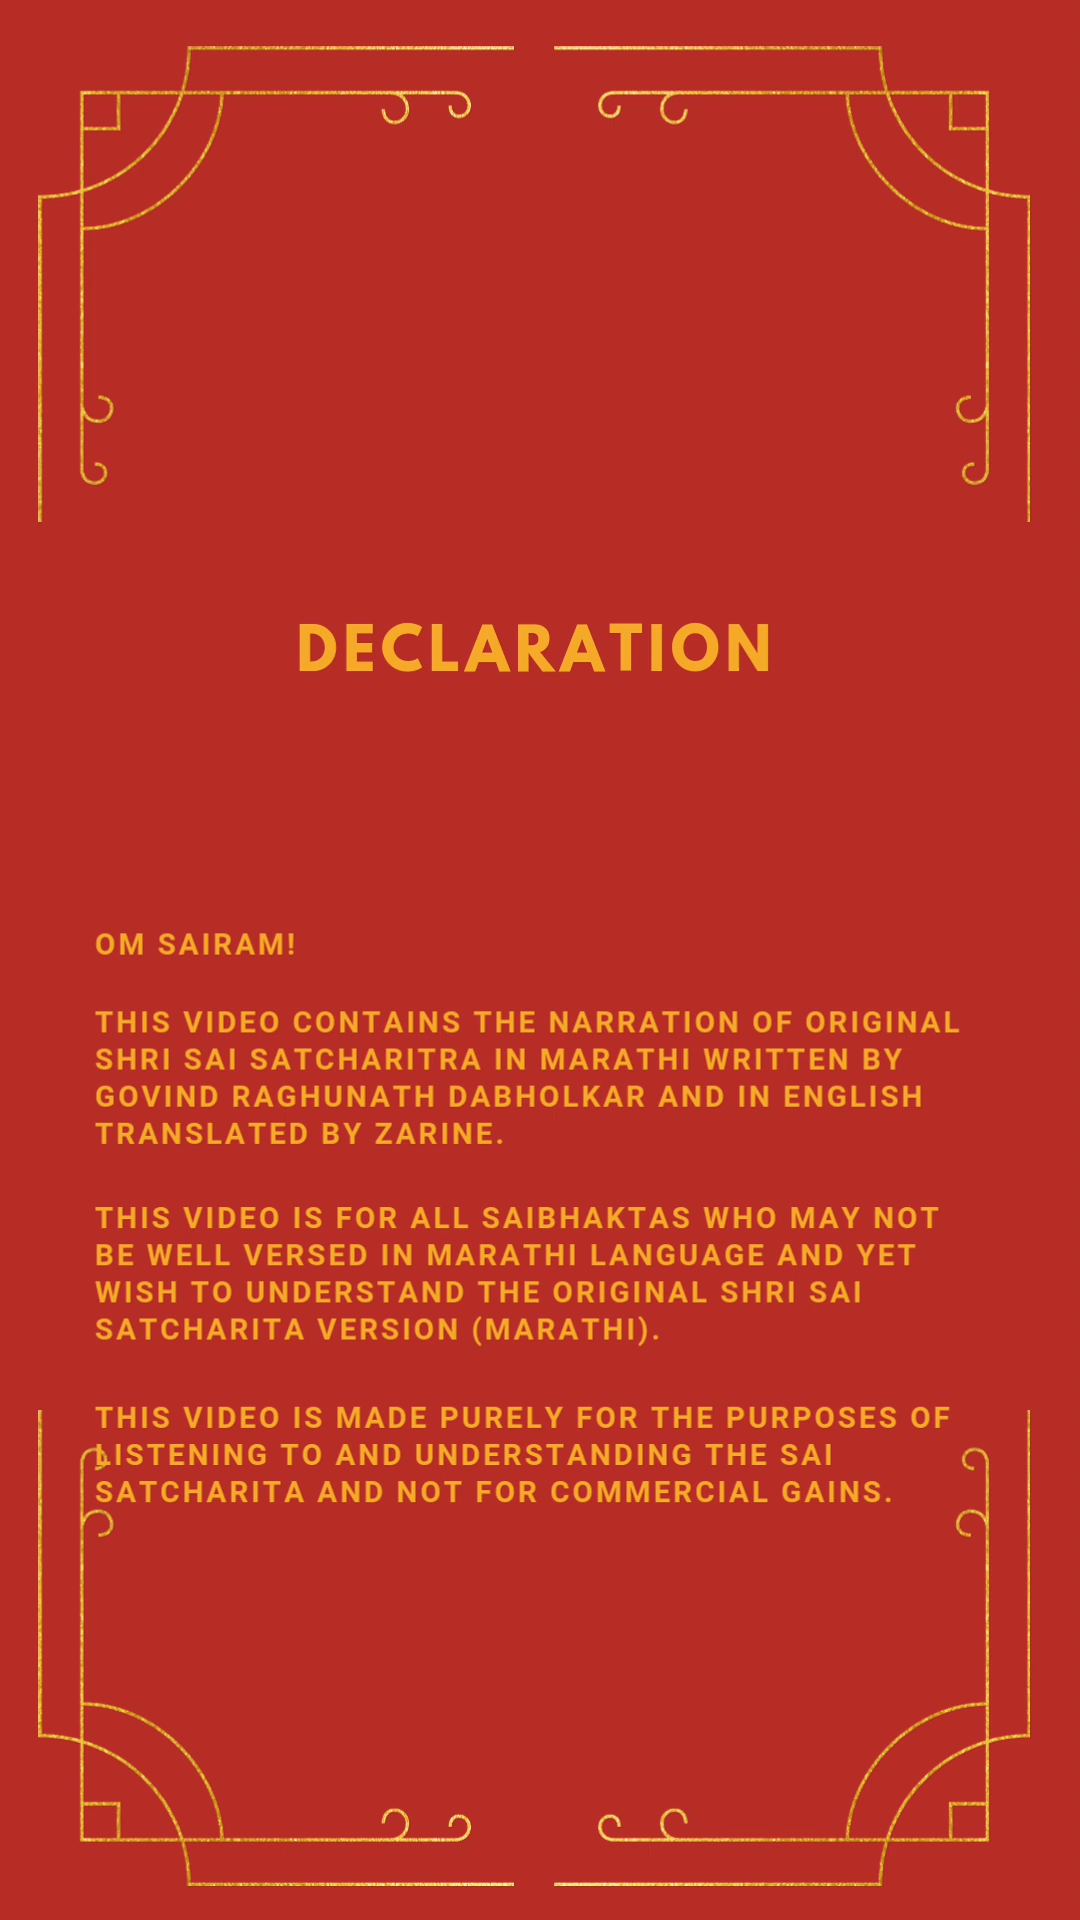 DECLARATION
OM SAIRAM!
THIS VIDEO CONTAINS THE NARRATION OF ORIGINAL
SHRI SAI SATCHARITRA IN MARATHI WRITTEN BY
GOVIND RAGHUNATH DABHOLKAR AND IN ENGLISH
TRANSLATED BY ZARINE.
THIS VIDEO IS FOR ALL SAIBHAKTAS WHO MAY NOT
BE WELL VERSED IN MARATHI LANGUAGE AND YET
WISH TO UNDERSTAND THE ORIGINAL SHRI SAI
SATCHARITA VERSION (MARATHI).
THIS VIDEO IS MADE PURELY FOR THE PURPOSES OF
LISTENING TO AND UNDERSTANDING THE SAI
SATCHARITA AND NOT FOR COMMERCIAL GAINS.